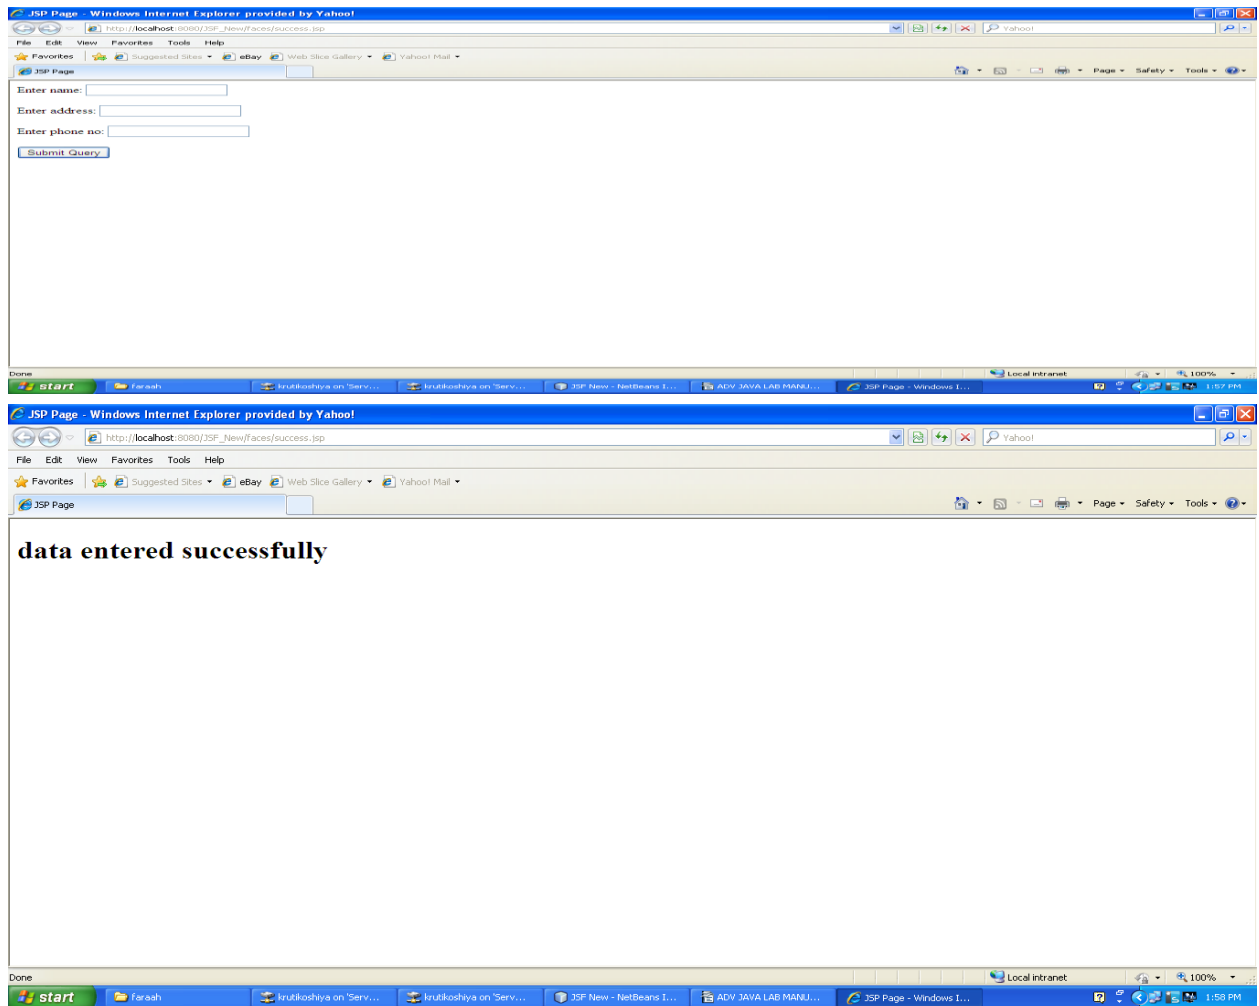 JSP Page - Windows Internet Explorer provided by Yahoo!
http://localhost:8080/JSF_New/faces/success.jsp
Yahoo!
File Edit View Favorites Tools Help
Favorites Suggested Sites eBay Web Slice Gallery Yahoo! Mail
JSP Page Page Safety Tools
Enter name:
Enter address:
Enter phone no:
Submit Query
Done Local intranet 100%
start faraah krutikoshiya on 'Serv... krutikoshiya on 'Serv... JSF New - NetBeans I... ADV JAVA LAB MANU... JSP Page - Windows I... 1:57 PM
JSP Page - Windows Internet Explorer provided by Yahoo!
http://localhost:8080/JSF_New/faces/success.jsp
Yahoo!
File Edit View Favorites Tools Help
Favorites Suggested Sites eBay Web Slice Gallery Yahoo! Mail
JSP Page Page Safety Tools
data entered successfully
Done Local intranet 100%
start faraah krutikoshiya on 'Serv... krutikoshiya on 'Serv... JSF New - NetBeans I... ADV JAVA LAB MANU... JSP Page - Windows I... 1:58 PM